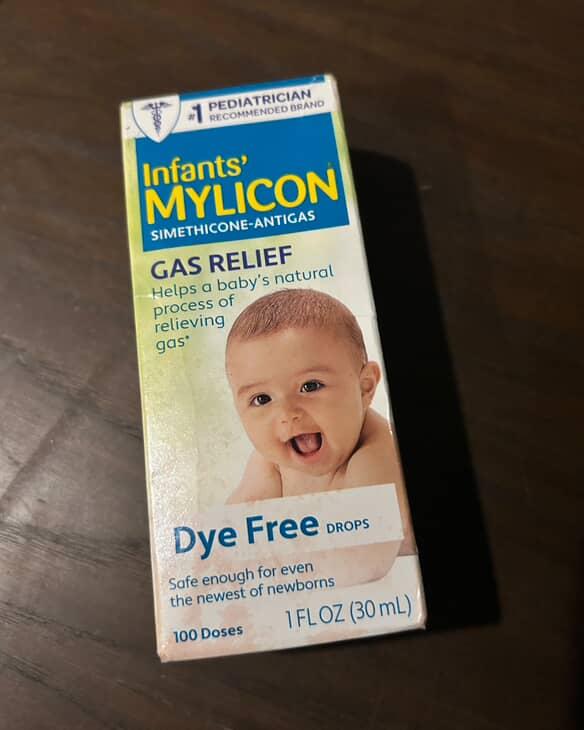 #1 PEDIATRICIAN
RECOMMENDED BRAND
Infants'
MYLICON
SIMETHICONE-ANTIGAS
GAS RELIEF
Helps a baby's natural
process of
relieving
gas*
Dye Free DROPS
Safe enough for even
the newest of newborns
100 Doses
1 FL OZ (30 mL)